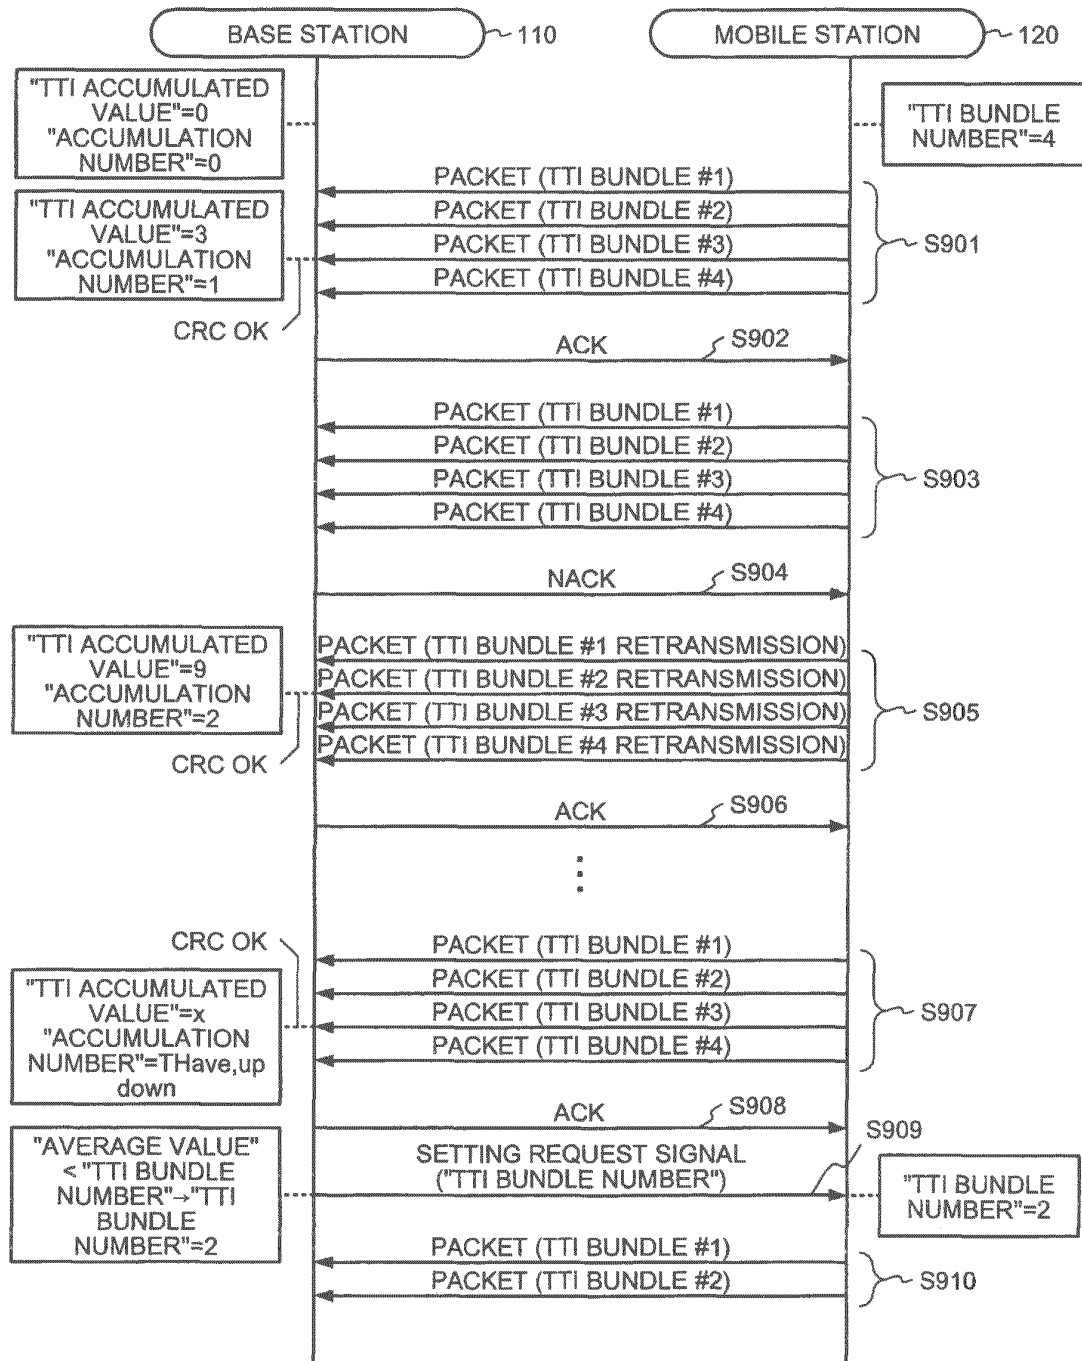 BASE STATION
110
MOBILE STATION
120
"TTI ACCUMULATED
VALUE"=0
"ACCUMULATION
NUMBER"=0
"TTI BUNDLE
NUMBER"=4
PACKET (TTI BUNDLE #1)
PACKET (TTI BUNDLE #2)
PACKET (TTI BUNDLE #3)
PACKET (TTI BUNDLE #4)
S901
"TTI ACCUMULATED
VALUE"=3
"ACCUMULATION
NUMBER"=1
CRC OK
ACK
S902
PACKET (TTI BUNDLE #1)
PACKET (TTI BUNDLE #2)
PACKET (TTI BUNDLE #3)
PACKET (TTI BUNDLE #4)
S903
NACK
S904
"TTI ACCUMULATED
VALUE"=9
"ACCUMULATION
NUMBER"=2
CRC OK
PACKET (TTI BUNDLE #1 RETRANSMISSION)
PACKET (TTI BUNDLE #2 RETRANSMISSION)
PACKET (TTI BUNDLE #3 RETRANSMISSION)
PACKET (TTI BUNDLE #4 RETRANSMISSION)
S905
ACK
S906
CRC OK
PACKET (TTI BUNDLE #1)
PACKET (TTI BUNDLE #2)
PACKET (TTI BUNDLE #3)
PACKET (TTI BUNDLE #4)
S907
"TTI ACCUMULATED
VALUE"=x
"ACCUMULATION
NUMBER"=THave,up
down
ACK
S908
"AVERAGE VALUE"
< "TTI BUNDLE
NUMBER"→"TTI
BUNDLE
NUMBER"=2
SETTING REQUEST SIGNAL
("TTI BUNDLE NUMBER")
S909
"TTI BUNDLE
NUMBER"=2
PACKET (TTI BUNDLE #1)
PACKET (TTI BUNDLE #2)
S910